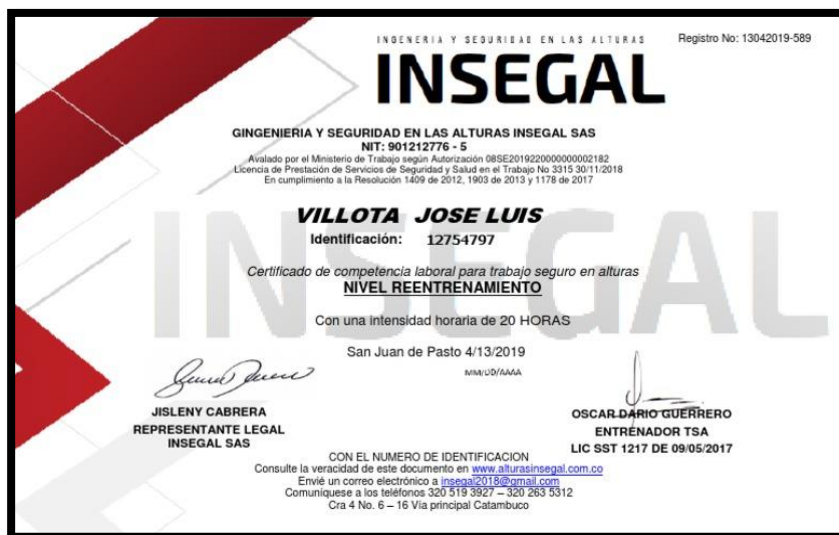 INGENERIA Y SEGURIDAD EN LAS ALTURAS
Registro No: 13042019-589
INSEGAL
GINGENIERIA Y SEGURIDAD EN LAS ALTURAS INSEGAL SAS
NIT: 901212776 - 5
Avalado por el Ministerio de Trabajo según Autorización 08SE2019220000000002182
Licencia de Prestación de Servicios de Seguridad y Salud en el Trabajo No 3315 30/11/2018
En cumplimiento a la Resolución 1409 de 2012, 1903 de 2013 y 1178 de 2017
VILLOTA JOSE LUIS
Identificación: 12754797
INSEGAL
Certificado de competencia laboral para trabajo seguro en alturas
NIVEL REENTRENAMIENTO
Con una intensidad horaria de 20 HORAS
San Juan de Pasto 4/13/2019
MM/DD/AAAA
JISLENY CABRERA
REPRESENTANTE LEGAL
INSEGAL SAS
OSCAR DARIO GUERRERO
ENTRENADOR TSA
LIC SST 1217 DE 09/05/2017
CON EL NUMERO DE IDENTIFICACION
Consulte la veracidad de este documento en www.alturasinsegal.com.co
Envié un correo electrónico a insegal2018@gmail.com
Comuníquese a los teléfonos 320 519 3927 – 320 263 5312
Cra 4 No. 6 – 16 Vía principal Catambuco